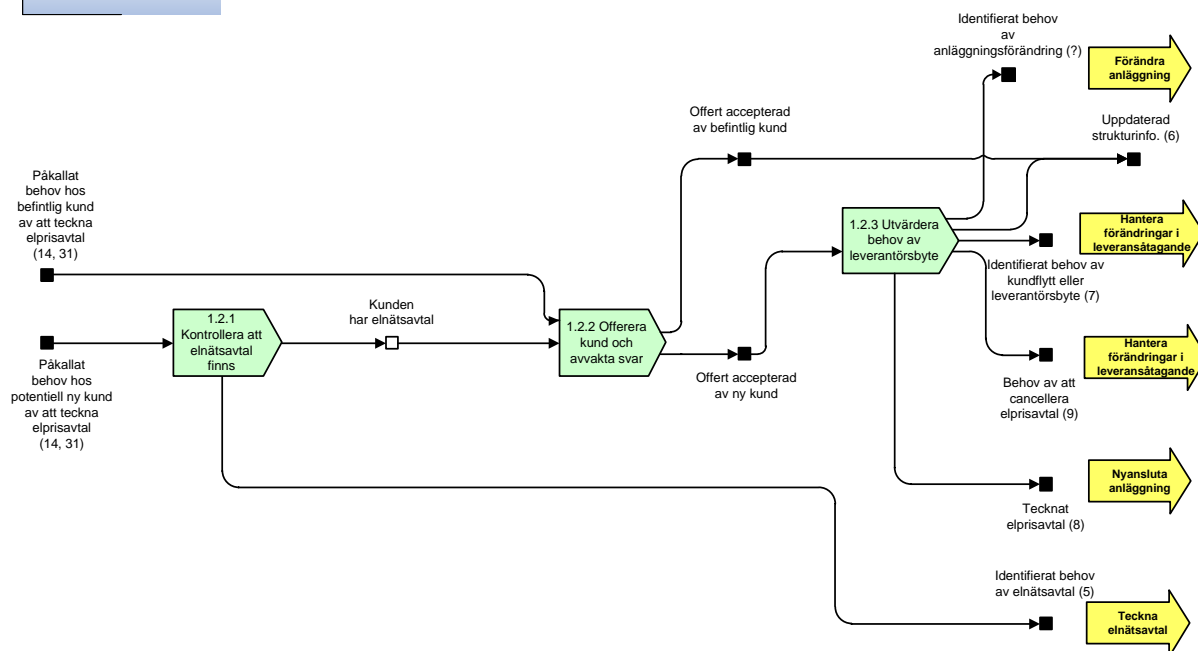 Identifierat behov
av
anläggningsförändring (?)
Förändra
anläggning
Offert accepterad
av befintlig kund
Uppdaterad
strukturinfo. (6)
Påkallat
behov hos
befintlig kund
av att teckna
elprisavtal
(14, 31)
1.2.3 Utvärdera
behov av
leverantörsbyte
Hantera
förändringar i
leveransåtagande
Identifierat behov av
kundflytt eller
leverantörsbyte (7)
Kunden
har elnätsavtal
1.2.1
Kontrollera att
elnätsavtal
finns
1.2.2 Offerera
kund och
avvakta svar
Hantera
förändringar i
leveransåtagande
Påkallat
behov hos
potentiell ny kund
av att teckna
elprisavtal
(14, 31)
Offert accepterad
av ny kund
Behov av att
cancellera
elprisavtal (9)
Nyansluta
anläggning
Tecknat
elprisavtal (8)
Identifierat behov
av elnätsavtal (5)
Teckna
elnätsavtal